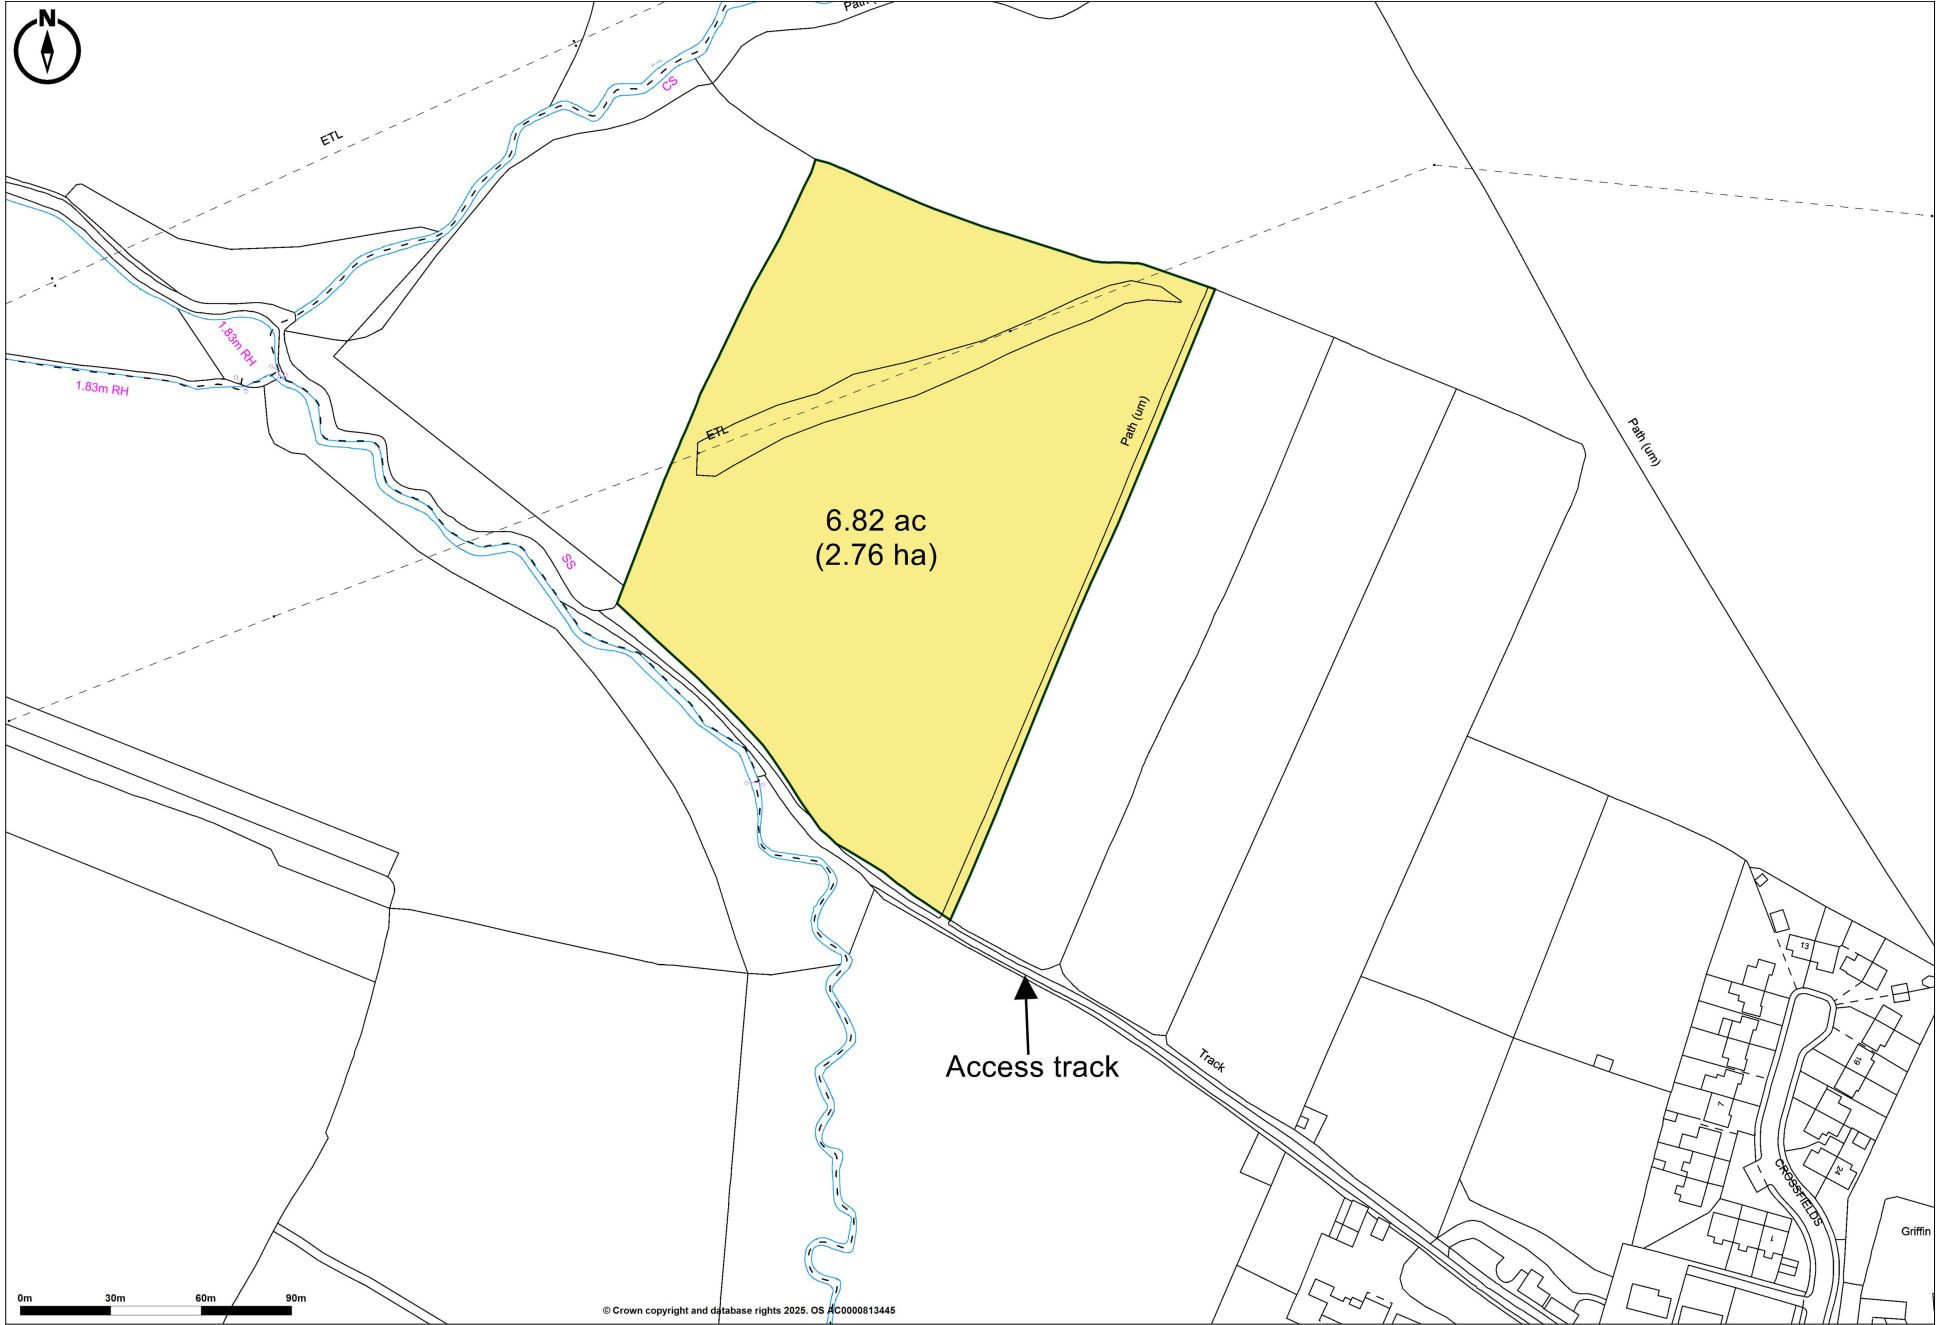 N
Path (
CS
ETL
1.83m RH
1.83m RH
ETL
Path (um)
Path (um)
SS
6.82 ac
(2.76 ha)
Access track
Track
13
19
7
24
CROSSFIELDS
1
Griffin
0m 30m 60m 90m
© Crown copyright and database rights 2025. OS AC0000813445